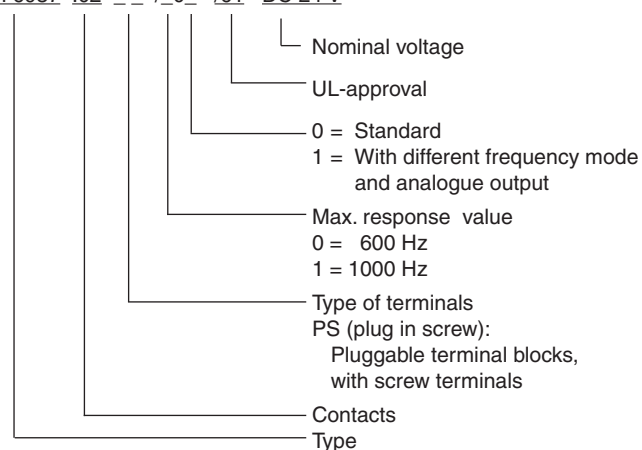 Nominal voltage
UL-approval
0 = Standard
1 = With different frequency mode
and analogue output
Max. response value
0 = 600 Hz
1 = 1000 Hz
Type of terminals
PS (plug in screw):
Pluggable terminal blocks,
with screw terminals
Contacts
Type